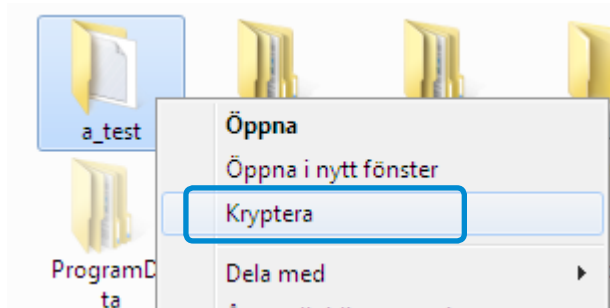 a_test
Öppna
Öppna i nytt fönster
Kryptera
ProgramD
ta
Dela med